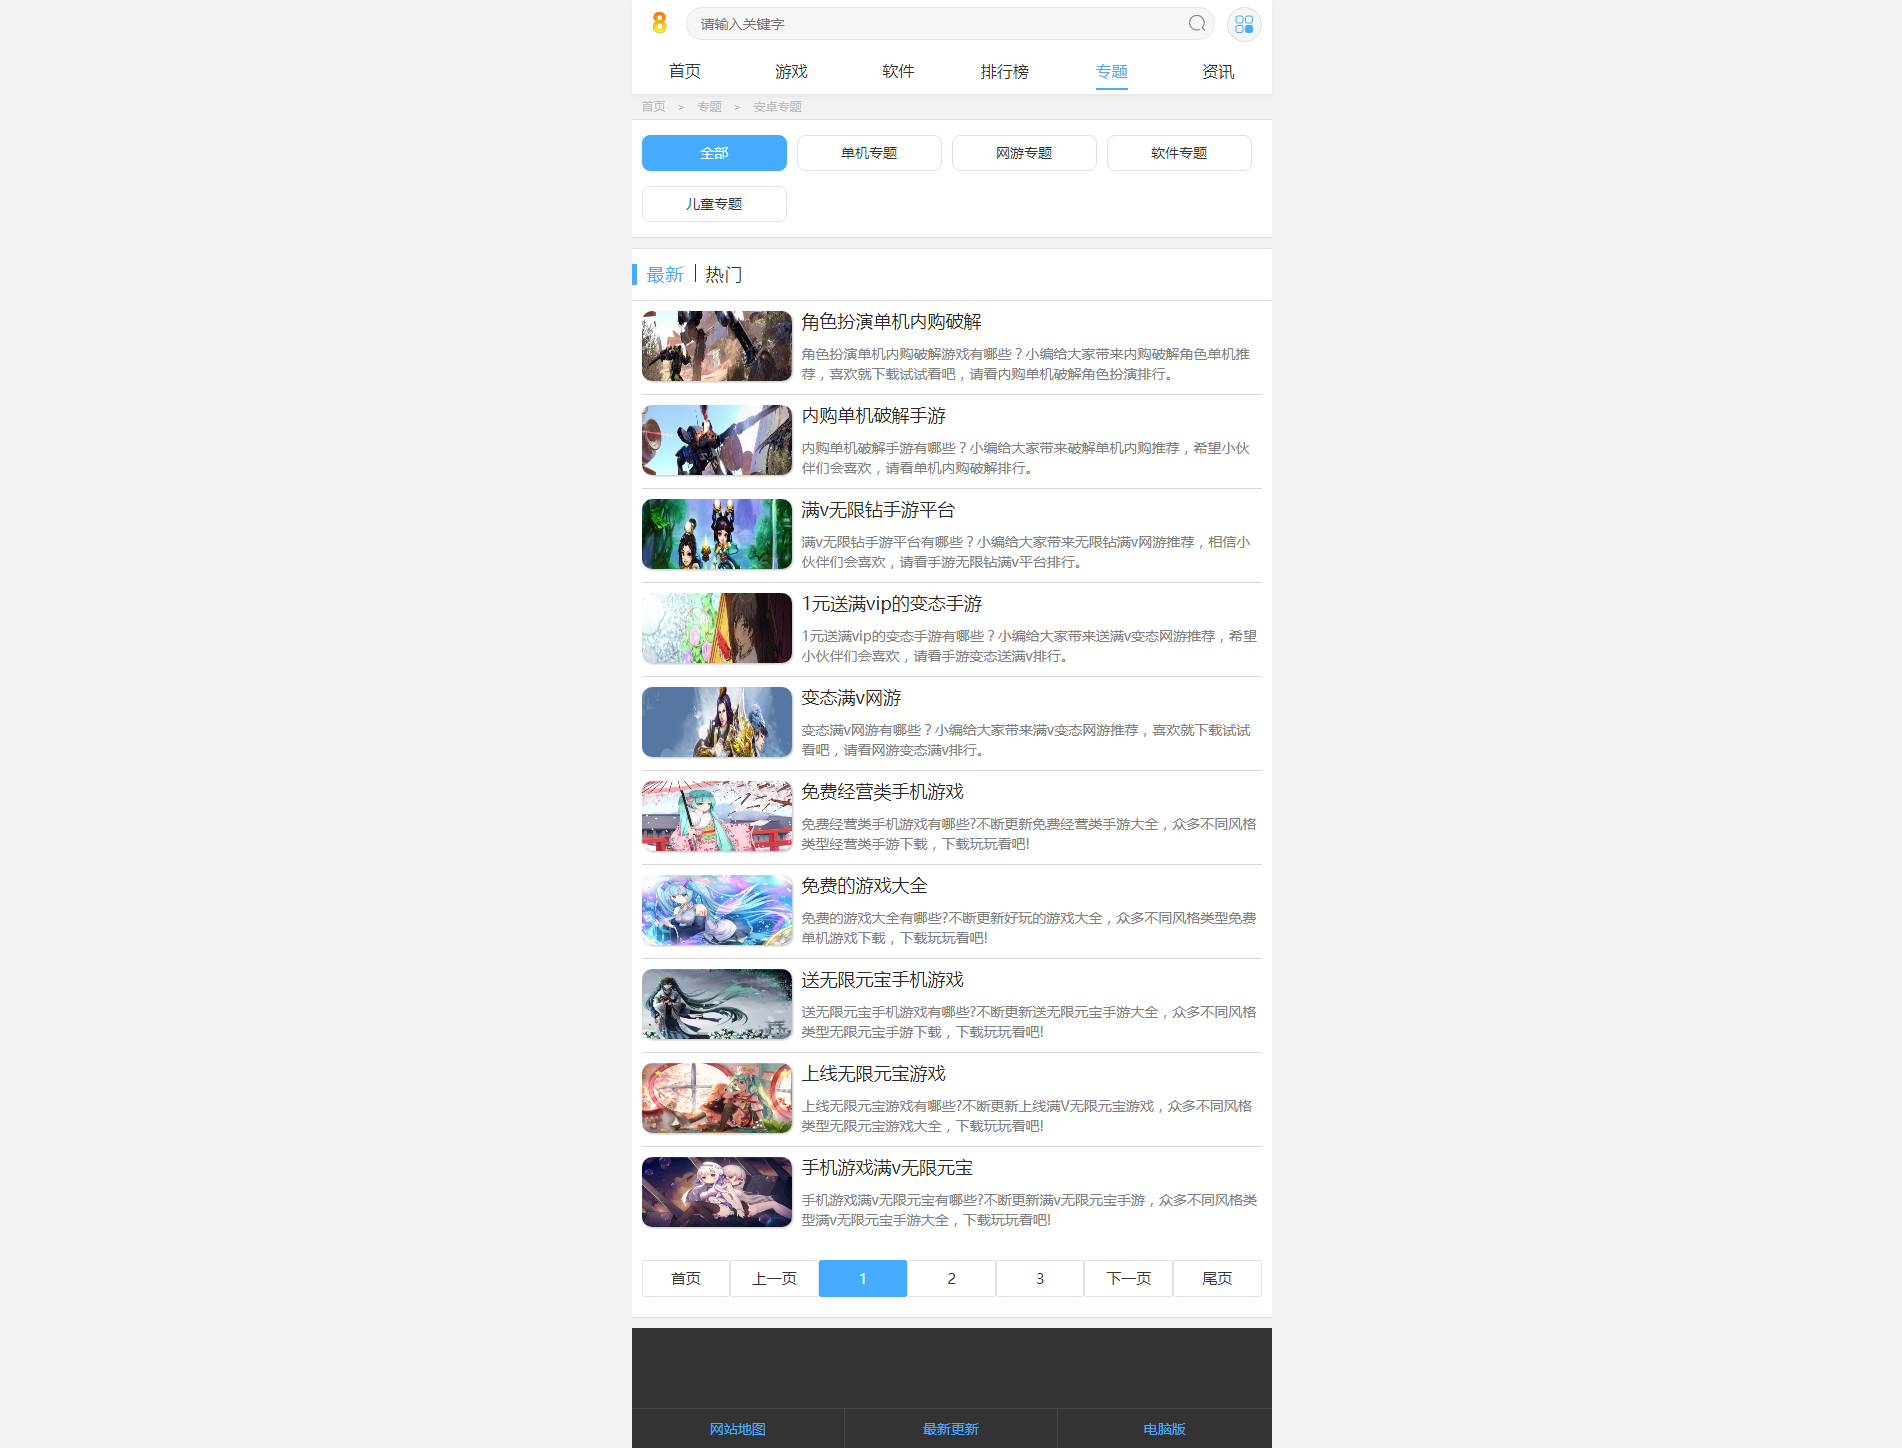 8
请输入关键字
首页 游戏 软件 排行榜 专题 资讯
首页 > 专题 > 安卓专题
全部 单机专题 网游专题 软件专题
儿童专题
最新 热门
角色扮演单机内购破解
角色扮演单机内购破解游戏有哪些？小编给大家带来内购破解角色单机推
荐，喜欢就下载试试看吧，请看内购单机破解角色扮演排行。
内购单机破解手游
内购单机破解手游有哪些？小编给大家带来破解单机内购推荐，希望小伙
伴们会喜欢，请看单机内购破解排行。
满v无限钻手游平台
满v无限钻手游平台有哪些？小编给大家带来无限钻满v网游推荐，相信小
伙伴们会喜欢，请看手游无限钻满v平台排行。
1元送满vip的变态手游
1元送满vip的变态手游有哪些？小编给大家带来送满v变态网游推荐，希望
小伙伴们会喜欢，请看手游变态送满v排行。
变态满v网游
变态满v网游有哪些？小编给大家带来满v变态网游推荐，喜欢就下载试试
看吧，请看网游变态满v排行。
免费经营类手机游戏
免费经营类手机游戏有哪些?不断更新免费经营类手游大全，众多不同风格
类型经营类手游下载，下载玩玩看吧!
免费的游戏大全
免费的游戏大全有哪些?不断更新好玩的游戏大全，众多不同风格类型免费
单机游戏下载，下载玩玩看吧!
送无限元宝手机游戏
送无限元宝手机游戏有哪些?不断更新送无限元宝手游大全，众多不同风格
类型无限元宝手游下载，下载玩玩看吧!
上线无限元宝游戏
上线无限元宝游戏有哪些?不断更新上线满V无限元宝游戏，众多不同风格
类型无限元宝游戏大全，下载玩玩看吧!
手机游戏满v无限元宝
手机游戏满v无限元宝有哪些?不断更新满v无限元宝手游，众多不同风格类
型满v无限元宝手游大全，下载玩玩看吧!
首页 上一页 1 2 3 下一页 尾页
网站地图 最新更新 电脑版